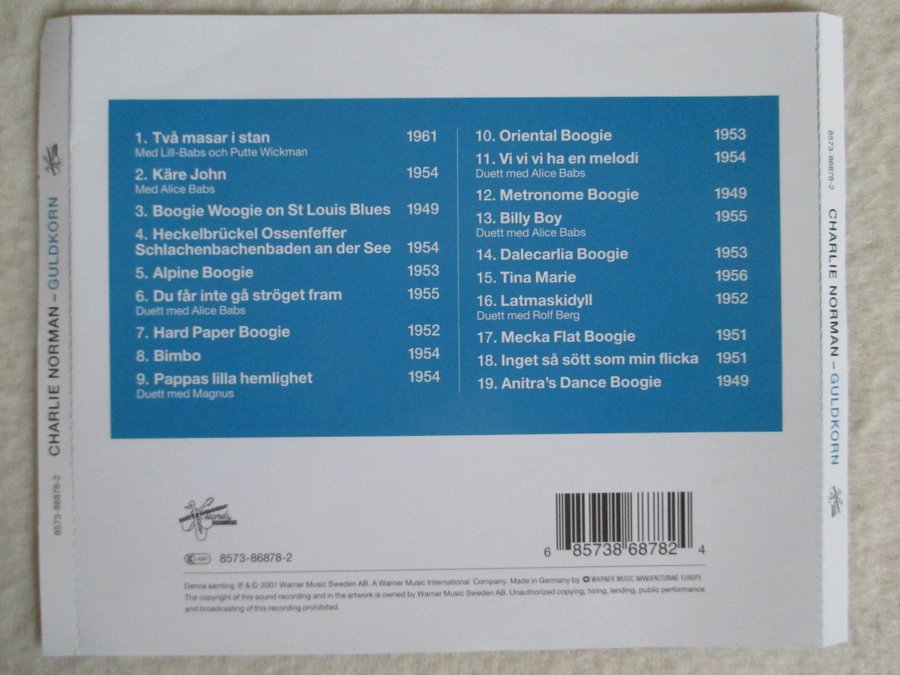 1. Två masar i stan 1961
Med Lill-Babs och Putte Wickman
2. Käre John 1954
Med Alice Babs
3. Boogie Woogie on St Louis Blues 1949
4. Heckelbrückel Ossenfeffer
Schlachenbachenbaden an der See 1954
5. Alpine Boogie 1953
6. Du får inte gå ströget fram 1955
Duett med Alice Babs
7. Hard Paper Boogie 1952
8. Bimbo 1954
9. Pappas lilla hemlighet 1954
Duett med Magnus
10. Oriental Boogie 1953
11. Vi vi vi ha en melodi 1954
Duett med Alice Babs
12. Metronome Boogie 1949
13. Billy Boy 1955
Duett med Alice Babs
14. Dalecarlia Boogie 1953
15. Tina Marie 1956
16. Latmaskidyll 1952
Duett med Rolf Berg
17. Mecka Flat Boogie 1951
18. Inget så sött som min flicka 1951
19. Anitra's Dance Boogie 1949
CHARLIE NORMAN – GULDKORN
8573-86878-2
8573-86878-2
CHARLIE NORMAN – GULDKORN
metronome
records
8573-86878-2
6 85738 68782 4
Denna samling ℗ & © 2001 Warner Music Sweden AB. A Warner Music International Company. Made in Germany by WARNER MUSIC MANUFACTURING EUROPE
The copyright of this sound recording and in the artwork is owned by Warner Music Sweden AB. Unauthorized copying, hiring, lending, public performance
and broadcasting of this recording prohibited.